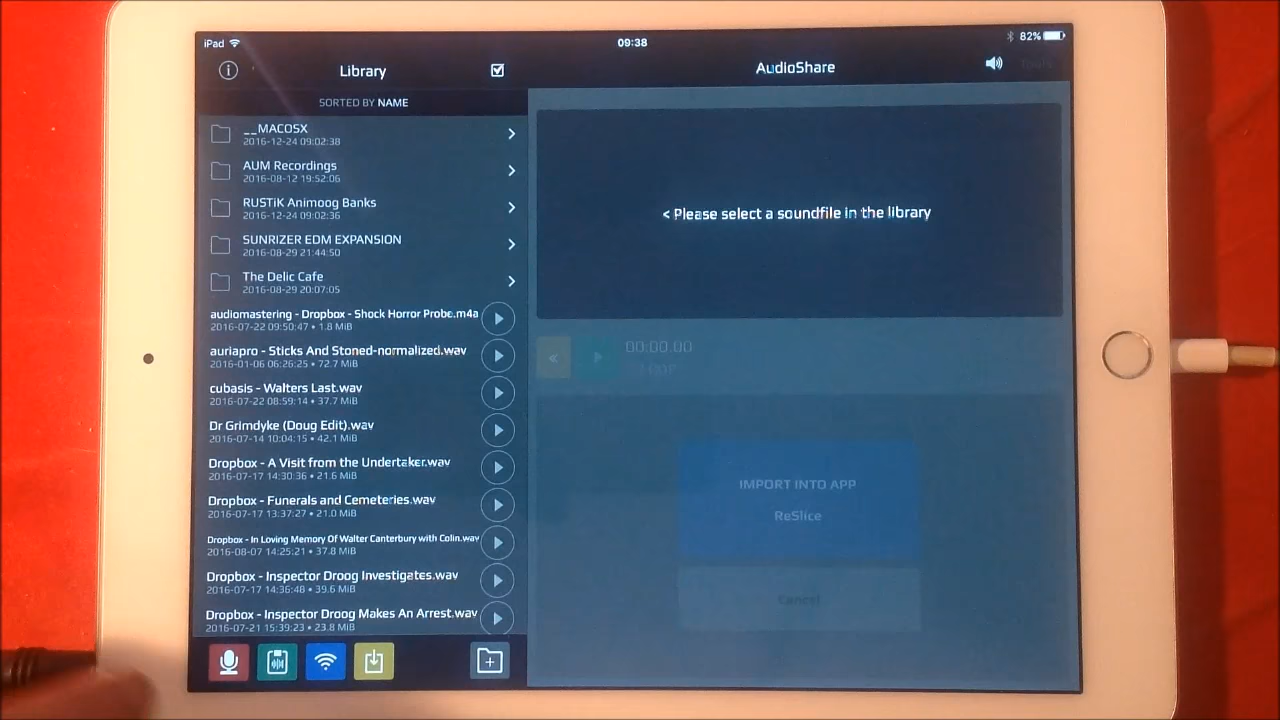 iPad
09:38
82%
Library
AudioShare
Tools
SORTED BY NAME
__MACOSX
2016-12-24 09:02:38
AUM Recordings
2016-08-12 19:52:06
RUSTiK Animoog Banks
2016-12-24 09:02:36
SUNRIZER EDM EXPANSION
2016-08-29 21:44:50
The Delic Cafe
2016-08-29 20:07:05
audiomastering - Dropbox - Shock Horror Probe.m4a
2016-07-22 09:50:47 • 1.8 MiB
auriapro - Sticks And Stoned-normalized.wav
2016-01-06 06:26:25 • 72.7 MiB
cubasis - Walters Last.wav
2016-07-22 08:59:14 • 37.7 MiB
Dr Grimdyke (Doug Edit).wav
2016-07-14 10:04:15 • 42.1 MiB
Dropbox - A Visit from the Undertaker.wav
2016-07-17 14:30:36 • 21.6 MiB
Dropbox - Funerals and Cemeteries.wav
2016-07-17 13:37:27 • 21.0 MiB
Dropbox - In Loving Memory Of Walter Canterbury with Colin.wav
2016-08-07 14:25:21 • 37.8 MiB
Dropbox - Inspector Droog Investigates.wav
2016-07-17 14:36:48 • 39.6 MiB
Dropbox - Inspector Droog Makes An Arrest.wav
2016-07-21 15:39:23 • 23.8 MiB
< Please select a soundfile in the library
00:00.00
IMPORT INTO APP
ReSlice
Cancel